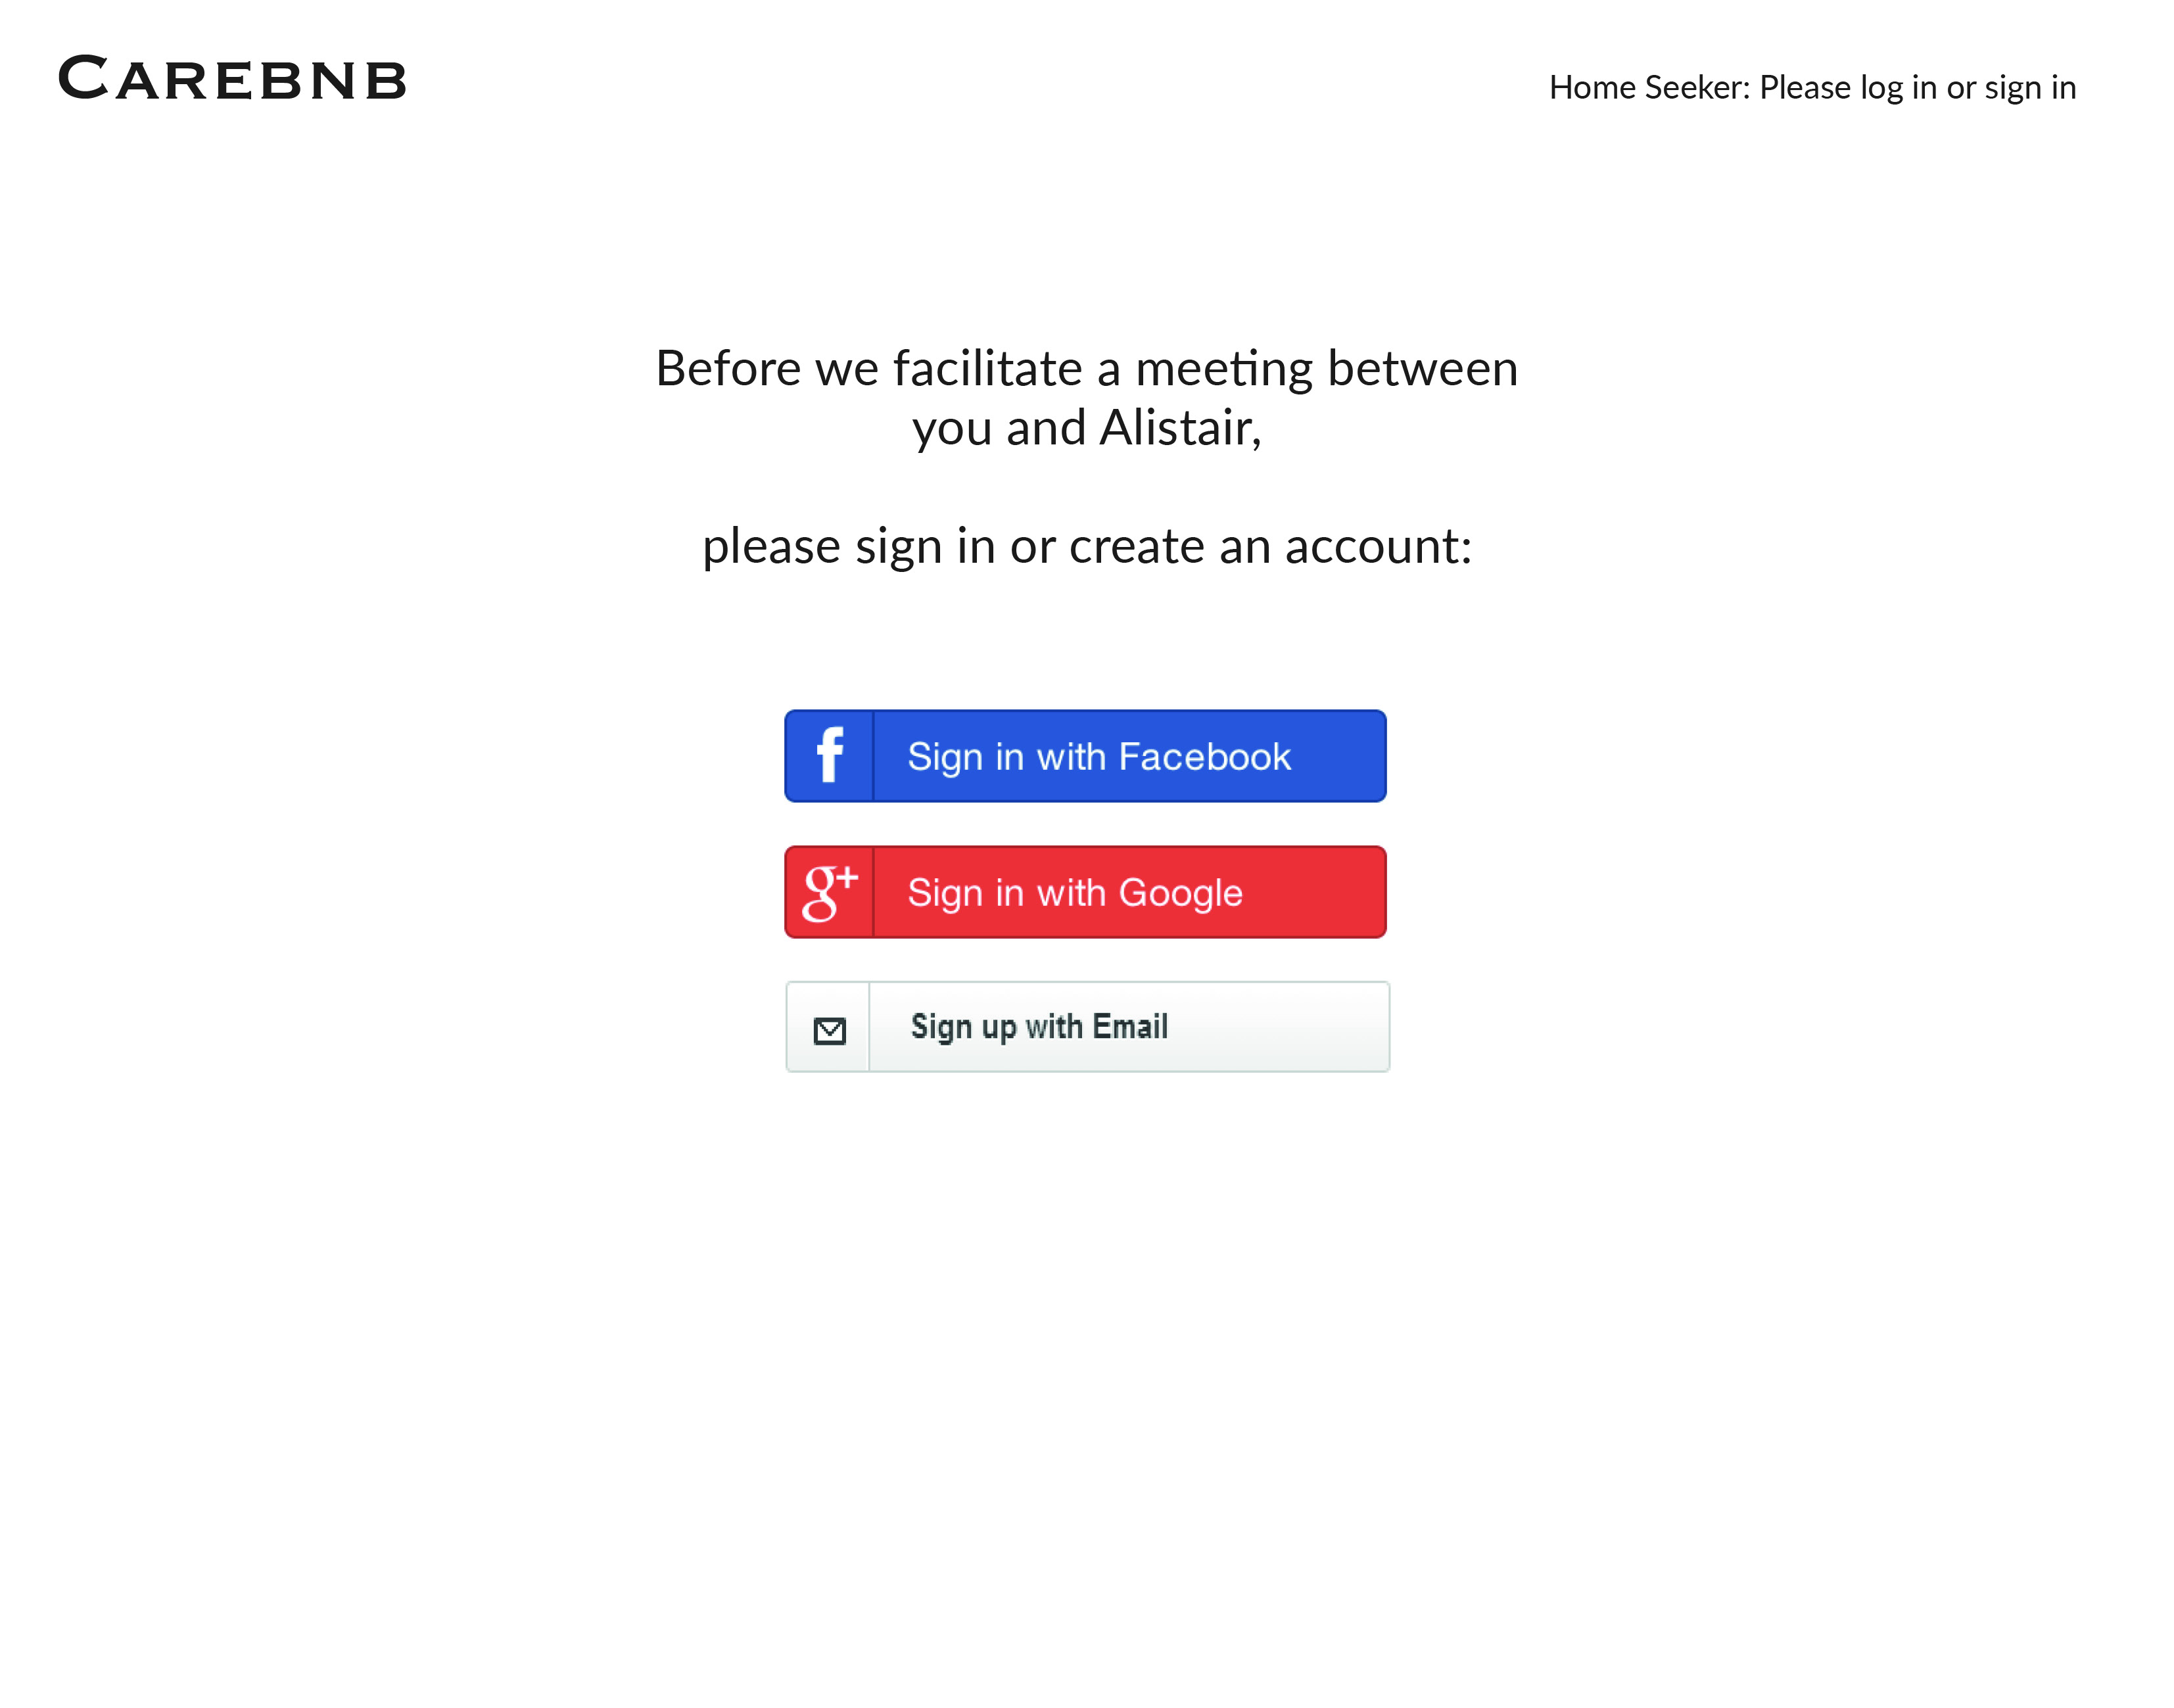 CAREBNB
Home Seeker: Please log in or sign in
Before we facilitate a meeting between
you and Alistair,
please sign in or create an account:
f
Sign in with Facebook
g+
Sign in with Google
Sign up with Email